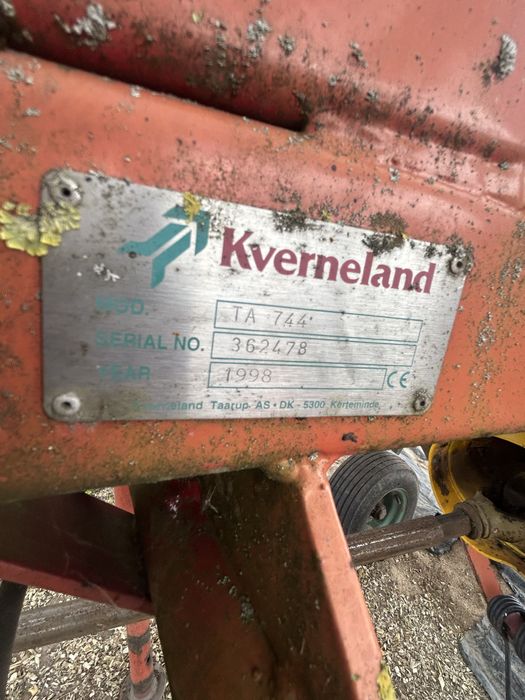 Kverneland
MOD. TA 744
SERIAL NO. 362478
YEAR 1998 CE
Kverneland Taarup AS · DK - 5300 Kerteminde